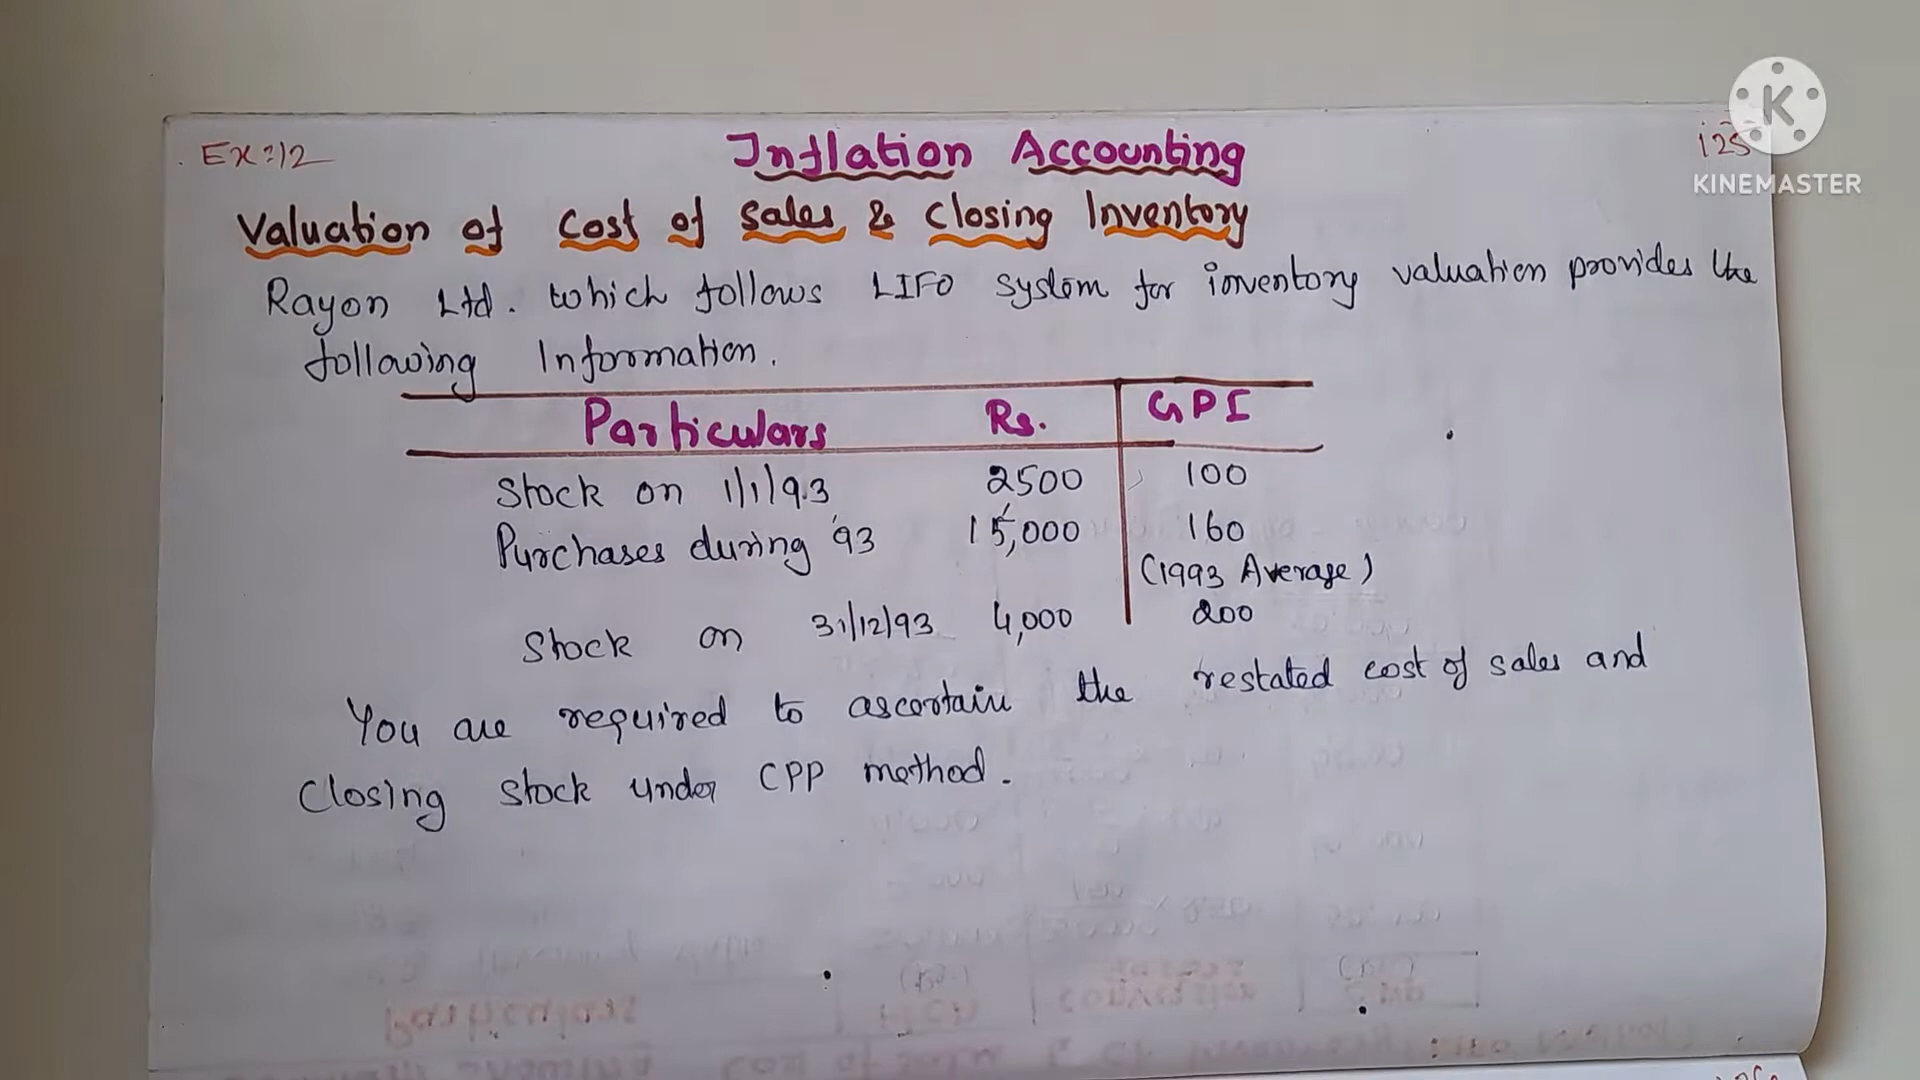 Ex:12
Inflation Accounting
125
KINEMASTER
Valuation of Cost of Sales & Closing Inventory
Rayon Ltd. which follows LIFO system for inventory valuation provides the
following Information.
Particulars Rs. GPI
Stock on 1/1/93 2500 100
Purchases during '93 15,000 160
(1993 Average)
Stock on 31/12/93 4,000 200
You are required to ascertain the restated cost of sales and
Closing stock under CPP method.